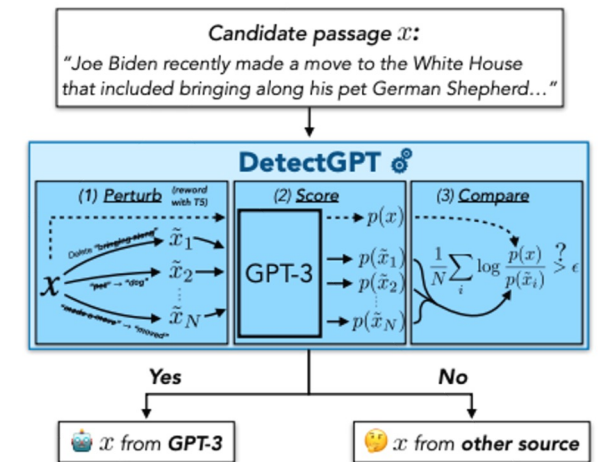 Candidate passage x:
"Joe Biden recently made a move to the White House
that included bringing along his pet German Shepherd…"
DetectGPT
(1) Perturb (reword with T5)
(2) Score
(3) Compare
x
Delete "bringing along"
"pet" → "dog"
"made a move" → "moved"
x̃₁
x̃₂
⋮
x̃N
GPT-3
p(x)
p(x̃₁)
p(x̃₂)
⋮
p(x̃N)
1/N ∑i log p(x)/p(x̃i) >? ϵ
Yes
No
x from GPT-3
x from other source